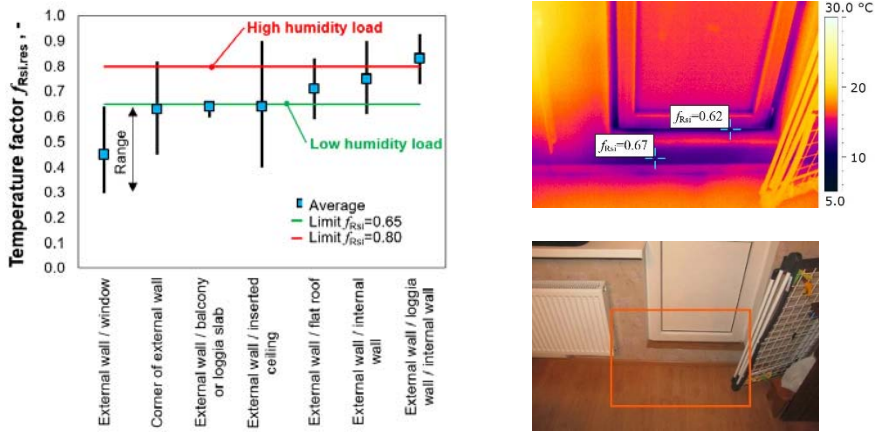 Temperature factor fRsi.res , -
1.0
0.9
0.8
0.7
0.6
0.5
0.4
0.3
0.2
0.1
0.0
High humidity load
Low humidity load
Range
Average
Limit fRsi=0.65
Limit fRsi=0.80
External wall / window
Corner of external wall
External wall / balcony
or loggia slab
External wall / inserted
ceiling
External wall / flat roof
External wall / internal
wall
External wall / loggia
wall / internal wall
fRsi=0.62
fRsi=0.67
30.0 °C
20
10
5.0